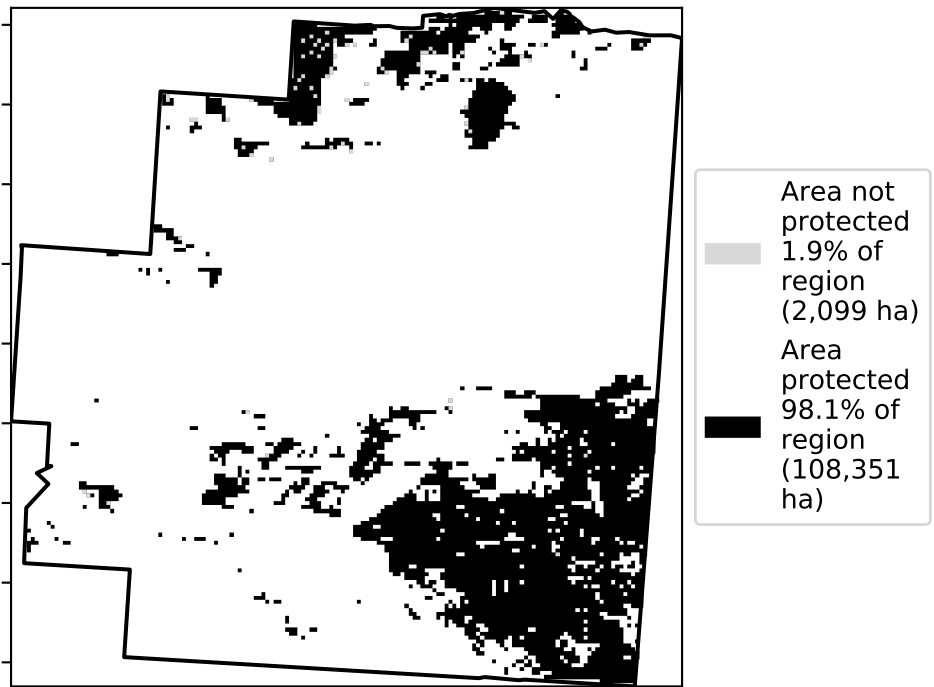 Area not
protected
1.9% of
region
(2,099 ha)
Area
protected
98.1% of
region
(108,351
ha)